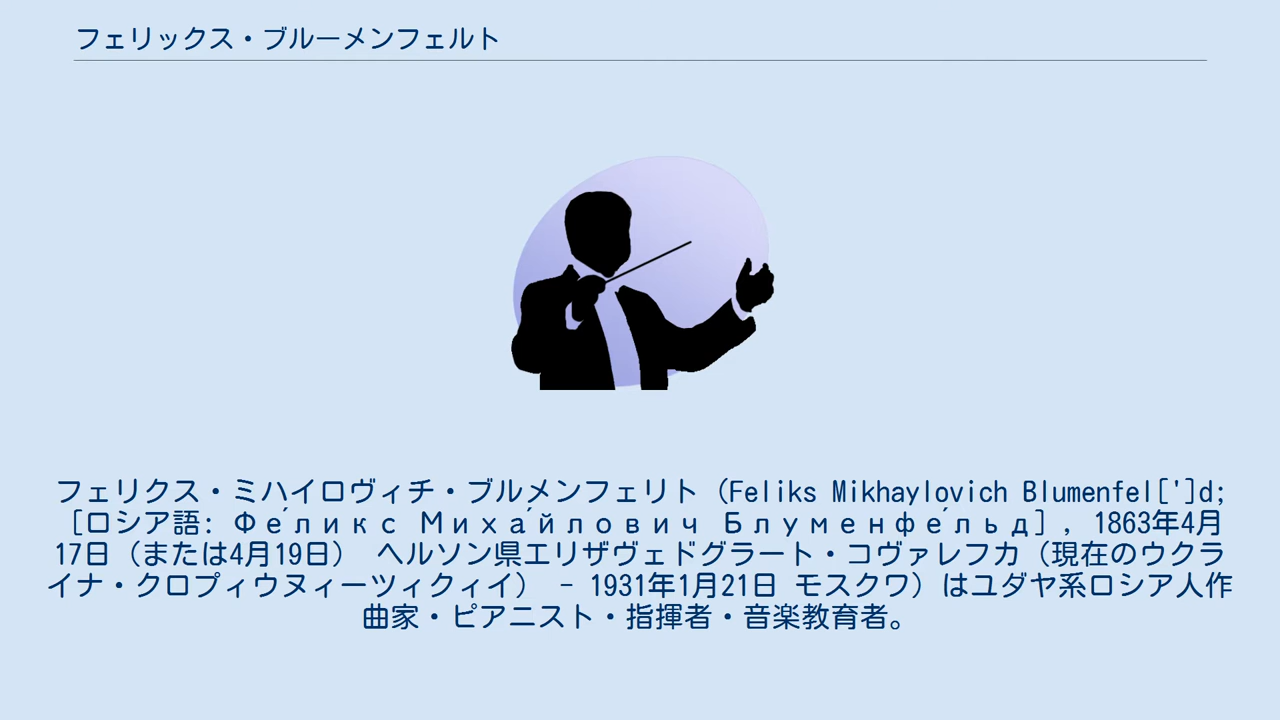 フェリックス・ブルーメンフェルト
フェリクス・ミハイロヴィチ・ブルメンフェリト（Feliks Mikhaylovich Blumenfel[']d;
[ロシア語: Фе́ликс Миха́йлович Блуменфе́льд], 1863年4月
17日（または4月19日） ヘルソン県エリザヴェドグラート・コヴァレフカ（現在のウクラ
イナ・クロプィウヌィーツィクィイ） - 1931年1月21日 モスクワ）はユダヤ系ロシア人作
曲家・ピアニスト・指揮者・音楽教育者。